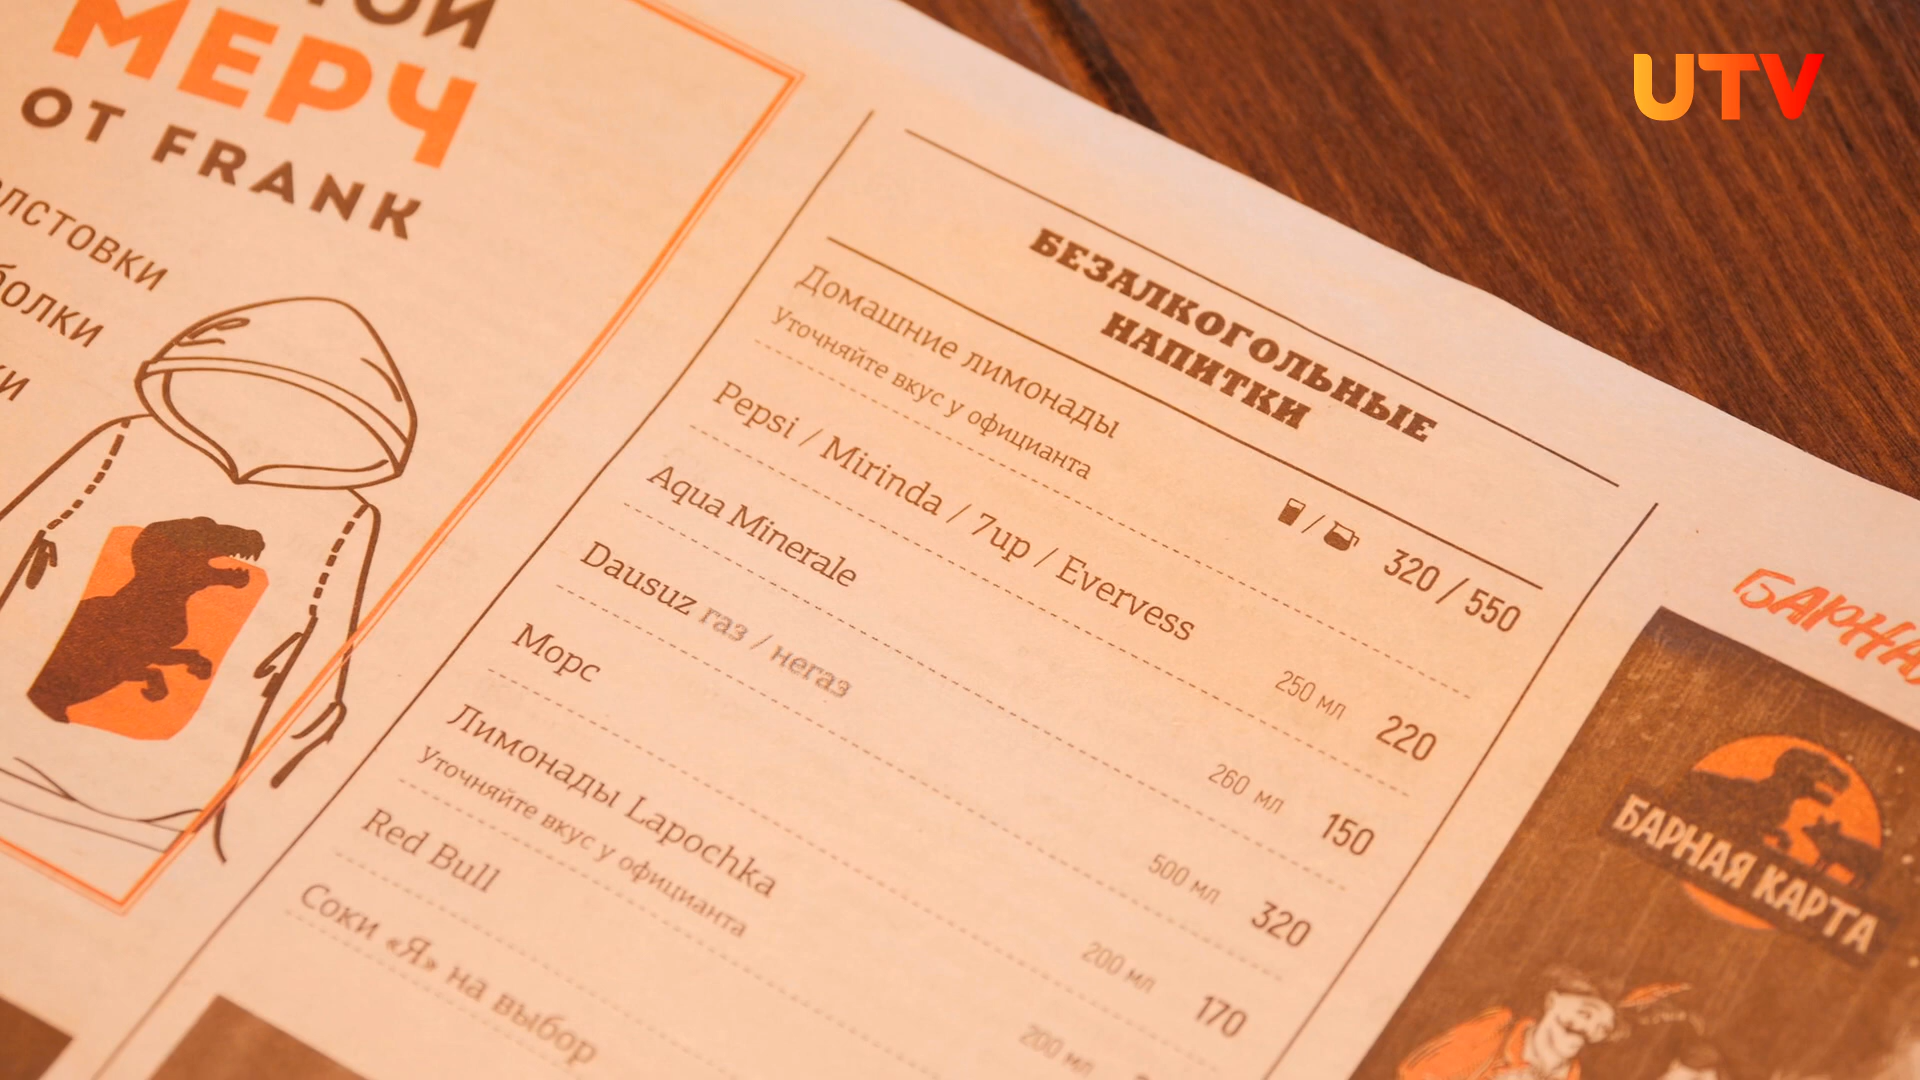 МЕРЧ
ОТ FRANK
БЕЗАЛКОГОЛЬНЫЕ
НАПИТКИ
Домашние лимонады 320 / 550
Уточняйте вкус у официанта
Pepsi / Mirinda / 7up / Evervess 250 мл 220
Aqua Minerale 260 мл 150
Dausuz газ / негаз 500 мл 320
Морс 200 мл 170
Лимонады Lapochka 200 мл
Уточняйте вкус у официанта
Red Bull
Соки «Я» на выбор
БАРНАЯ КАРТА
UTV